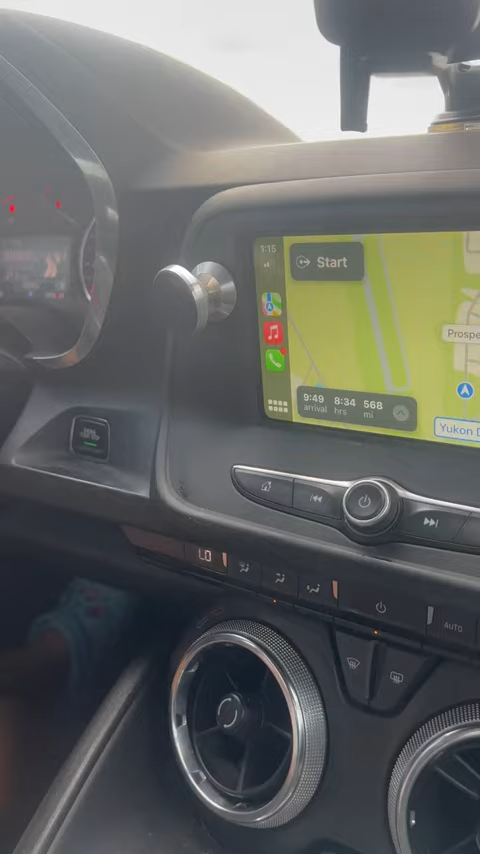 1:15
Start
Prospe
9:49 8:34 568
arrival hrs mi
Yukon D
LO
AUTO